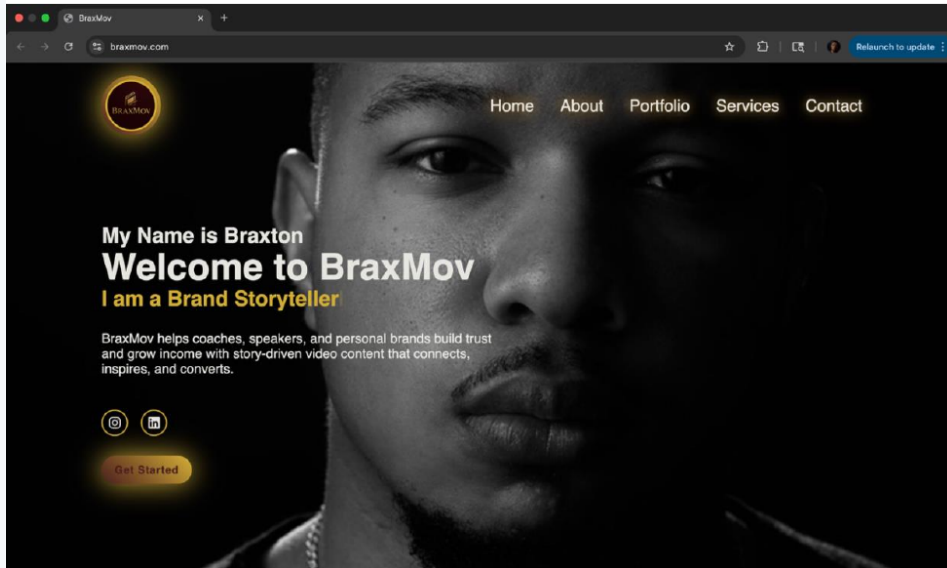 BraxMov
braxmov.com
Relaunch to update
BRAXMOV
Home About Portfolio Services Contact
My Name is Braxton
Welcome to BraxMov
I am a Brand Storyteller
BraxMov helps coaches, speakers, and personal brands build trust
and grow income with story-driven video content that connects,
inspires, and converts.
in
Get Started